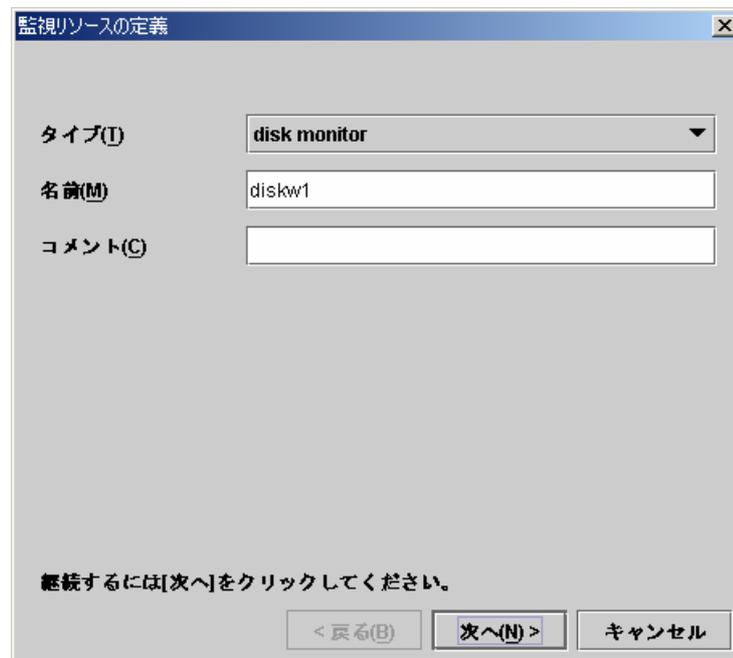 監視リソースの定義
タイプ(T) disk monitor
名前(M) diskw1
コメント(C)
継続するには[次へ]をクリックしてください。
< 戻る(B) 次へ(N) > キャンセル